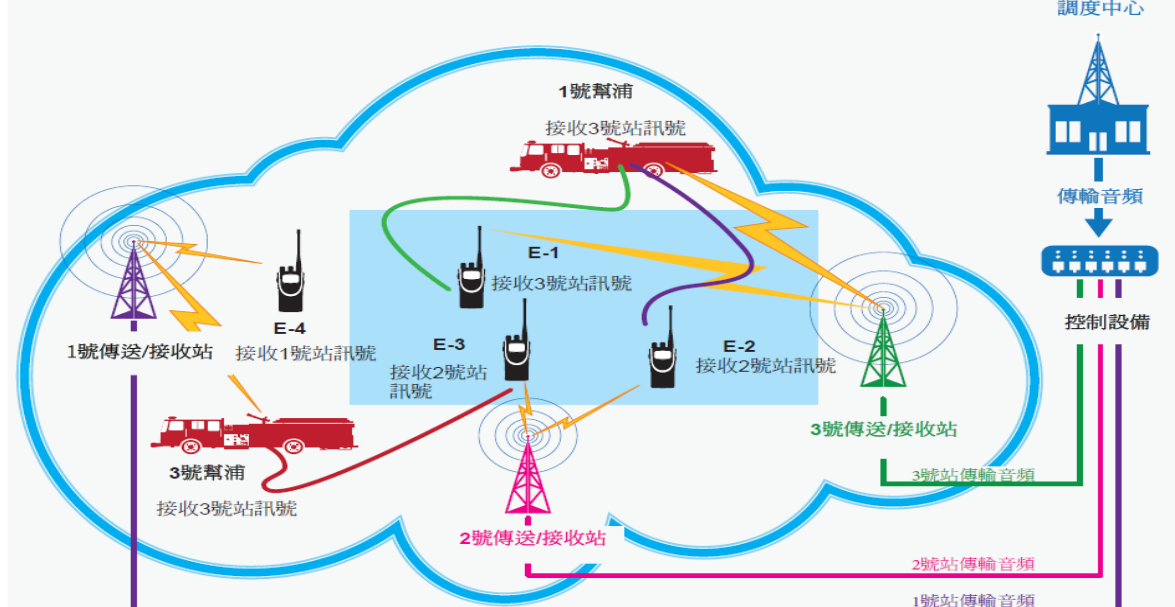 調度中心
1號幫浦
接收3號站訊號
傳輸音頻
E-1
接收3號站訊號
E-4
接收1號站訊號
1號傳送/接收站
E-3
接收2號站
訊號
E-2
接收2號站訊號
控制設備
3號傳送/接收站
3號幫浦
接收3號站訊號
3號站傳輸音頻
2號傳送/接收站
2號站傳輸音頻
1號站傳輸音頻